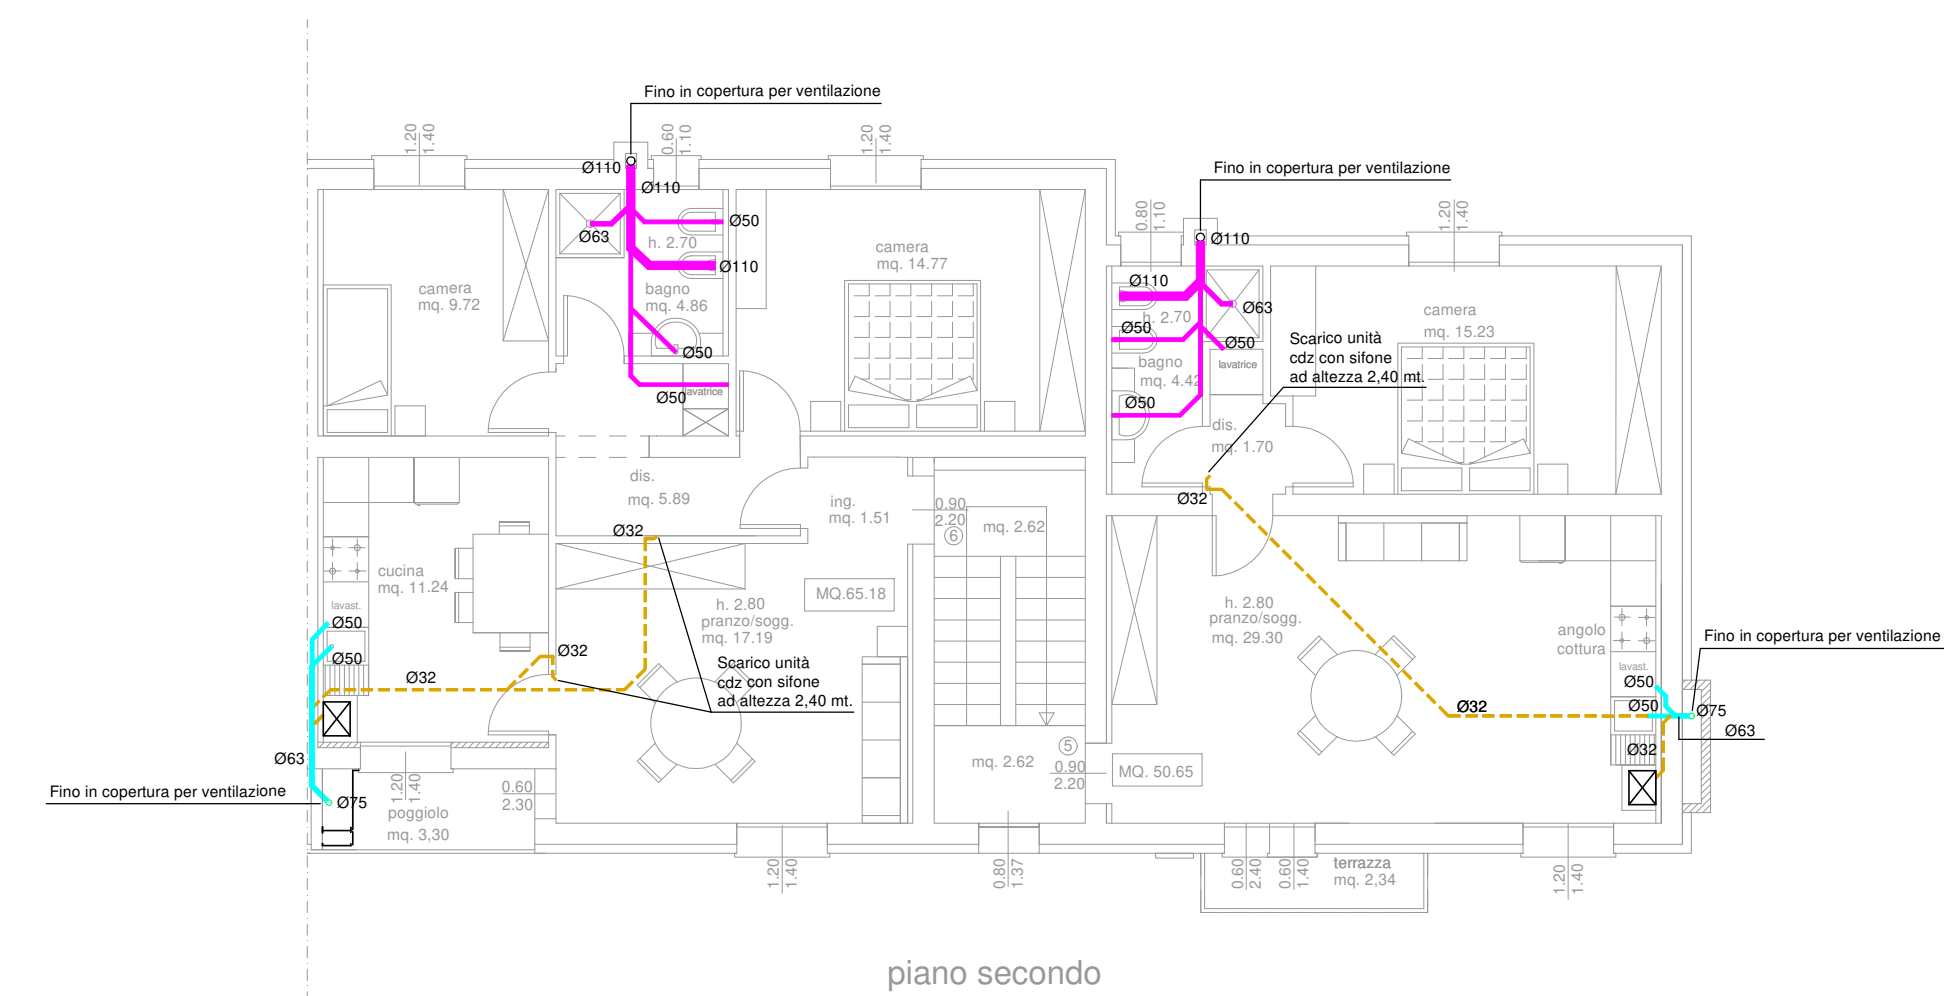 Fino in copertura per ventilazione
1.20
1.40
0.60
1.10
1.20
1.40
Fino in copertura per ventilazione
Ø110
Ø110
Ø63
Ø50
h. 2.70
Ø110
bagno
mq. 4.86
Ø50
Ø50
lavatrice
camera
mq. 9.72
camera
mq. 14.77
0.80
1.10
1.20
1.40
Ø110
Ø110
Ø63
h. 2.70
Ø50
Ø50
bagno
mq. 4.42
lavatrice
Ø50
camera
mq. 15.23
Scarico unità
cdz con sifone
ad altezza 2,40 mt.
dis.
mq. 1.70
Ø32
dis.
mq. 5.89
ing.
mq. 1.51
0.90
2.20
6
mq. 2.62
Ø32
cucina
mq. 11.24
lavast.
Ø50
Ø50
Ø32
Ø32
MQ.65.18
h. 2.80
pranzo/sogg.
mq. 17.19
Scarico unità
cdz con sifone
ad altezza 2,40 mt.
h. 2.80
pranzo/sogg.
mq. 29.30
angolo
cottura
lavast.
Fino in copertura per ventilazione
Ø50
Ø50
Ø75
Ø63
Ø32
Ø32
5
mq. 2.62
0.90
2.20
MQ. 50.65
Ø63
Fino in copertura per ventilazione
Ø75
1.20
1.40
poggiolo
mq. 3,30
0.60
2.30
1.20
1.40
0.80
1.37
0.60
2.40
0.60
1.40
terrazza
mq. 2,34
1.20
1.40
piano secondo